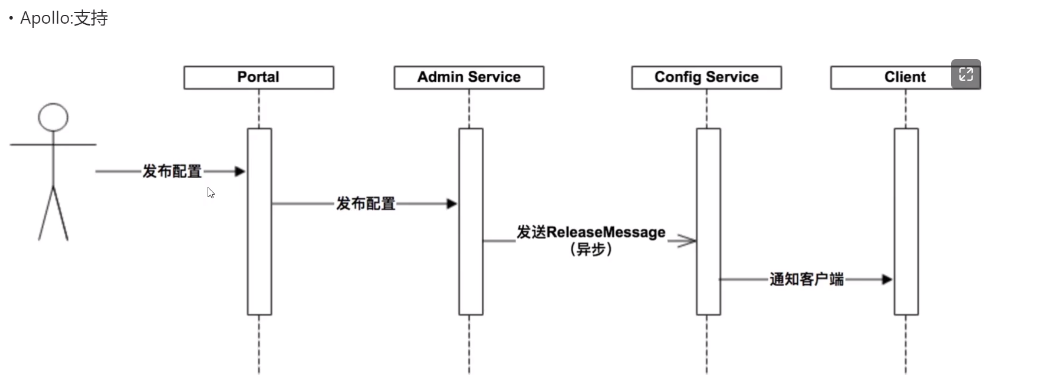 • Apollo:支持
Portal
Admin Service
Config Service
Client
发布配置
发布配置
发送ReleaseMessage
（异步）
通知客户端